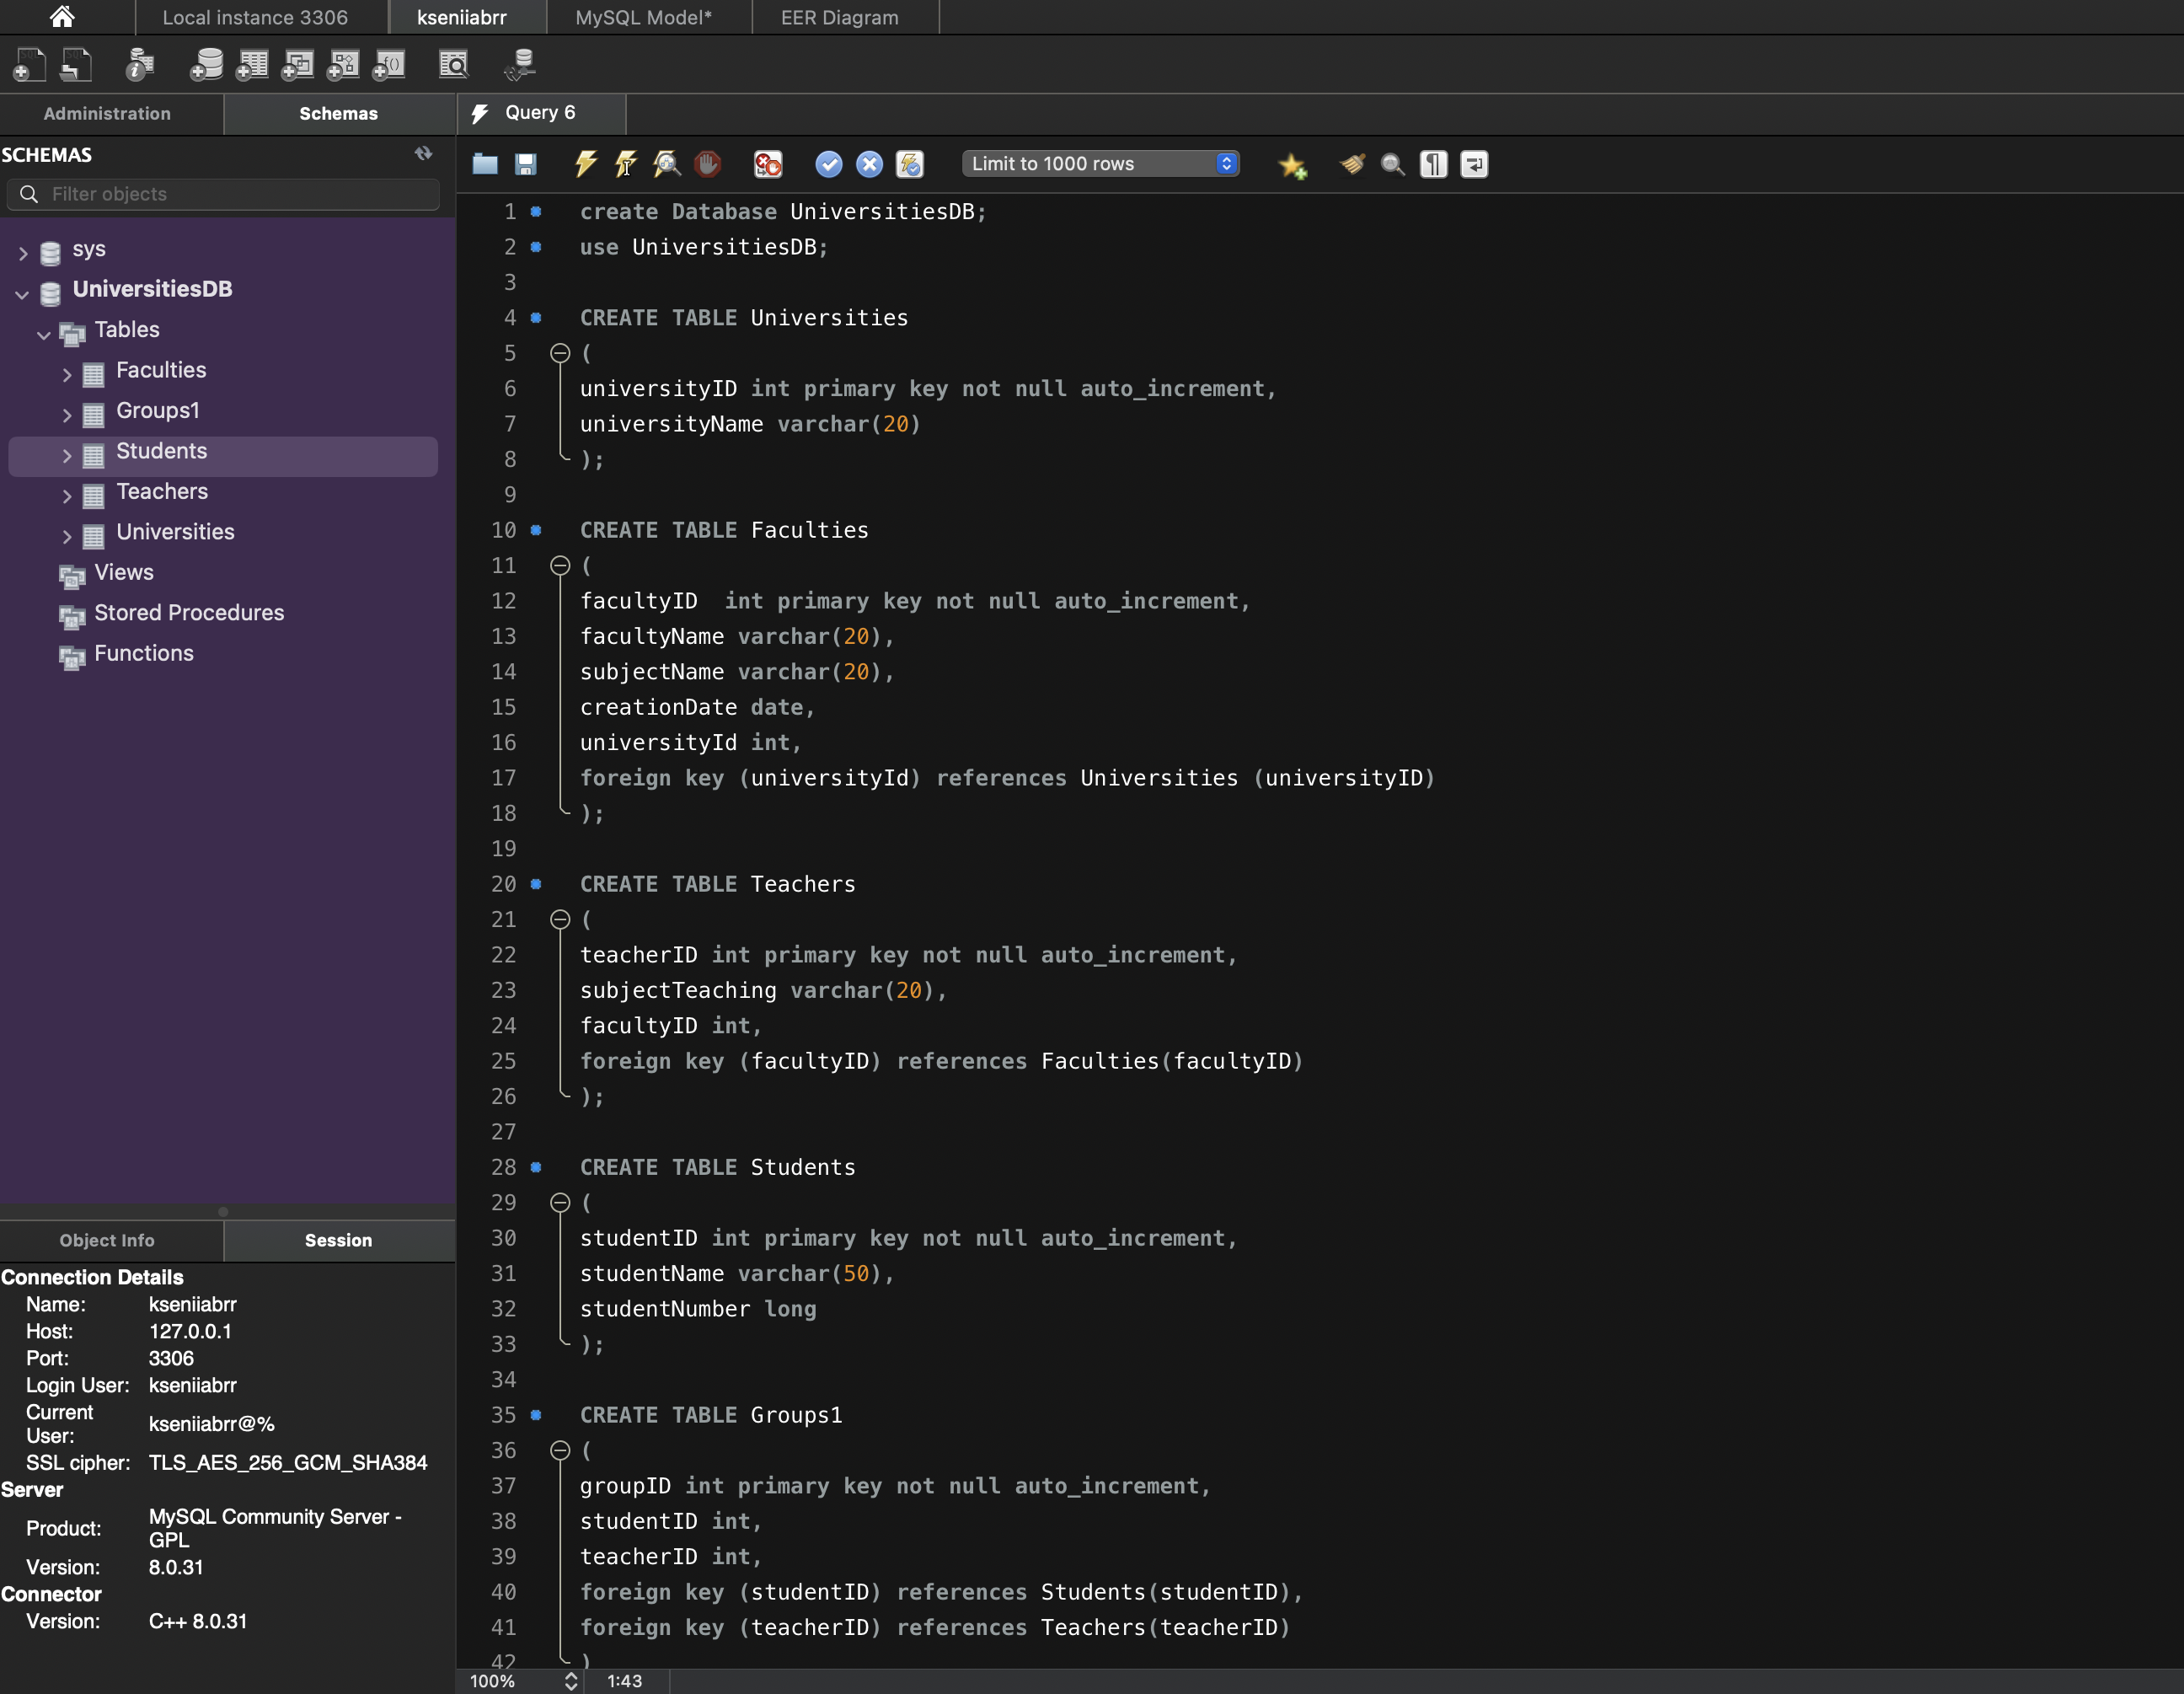 Local instance 3306
kseniiabrr
MySQL Model*
EER Diagram
Administration
Schemas
Query 6
SCHEMAS
Filter objects
Limit to 1000 rows
sys
UniversitiesDB
Tables
Faculties
Groups1
Students
Teachers
Universities
Views
Stored Procedures
Functions
1 create Database UniversitiesDB;
2 use UniversitiesDB;
3
4 CREATE TABLE Universities
5 (
6 universityID int primary key not null auto_increment,
7 universityName varchar(20)
8 );
9
10 CREATE TABLE Faculties
11 (
12 facultyID  int primary key not null auto_increment,
13 facultyName varchar(20),
14 subjectName varchar(20),
15 creationDate date,
16 universityId int,
17 foreign key (universityId) references Universities (universityID)
18 );
19
20 CREATE TABLE Teachers
21 (
22 teacherID int primary key not null auto_increment,
23 subjectTeaching varchar(20),
24 facultyID int,
25 foreign key (facultyID) references Faculties(facultyID)
26 );
27
28 CREATE TABLE Students
29 (
30 studentID int primary key not null auto_increment,
31 studentName varchar(50),
32 studentNumber long
33 );
34
35 CREATE TABLE Groups1
36 (
37 groupID int primary key not null auto_increment,
38 studentID int,
39 teacherID int,
40 foreign key (studentID) references Students(studentID),
41 foreign key (teacherID) references Teachers(teacherID)
42 )
Object Info
Session
Connection Details
Name: kseniiabrr
Host: 127.0.0.1
Port: 3306
Login User: kseniiabrr
Current
User: kseniiabrr@%
SSL cipher: TLS_AES_256_GCM_SHA384
Server
Product: MySQL Community Server -
GPL
Version: 8.0.31
Connector
Version: C++ 8.0.31
100%
1:43